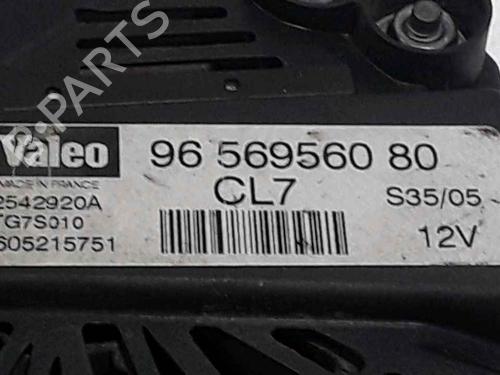 B-PARTS
Valeo
96 569560 80
MADE IN FRANCE
CL7
2542920A
S35/05
TG7S010
605215751
12V